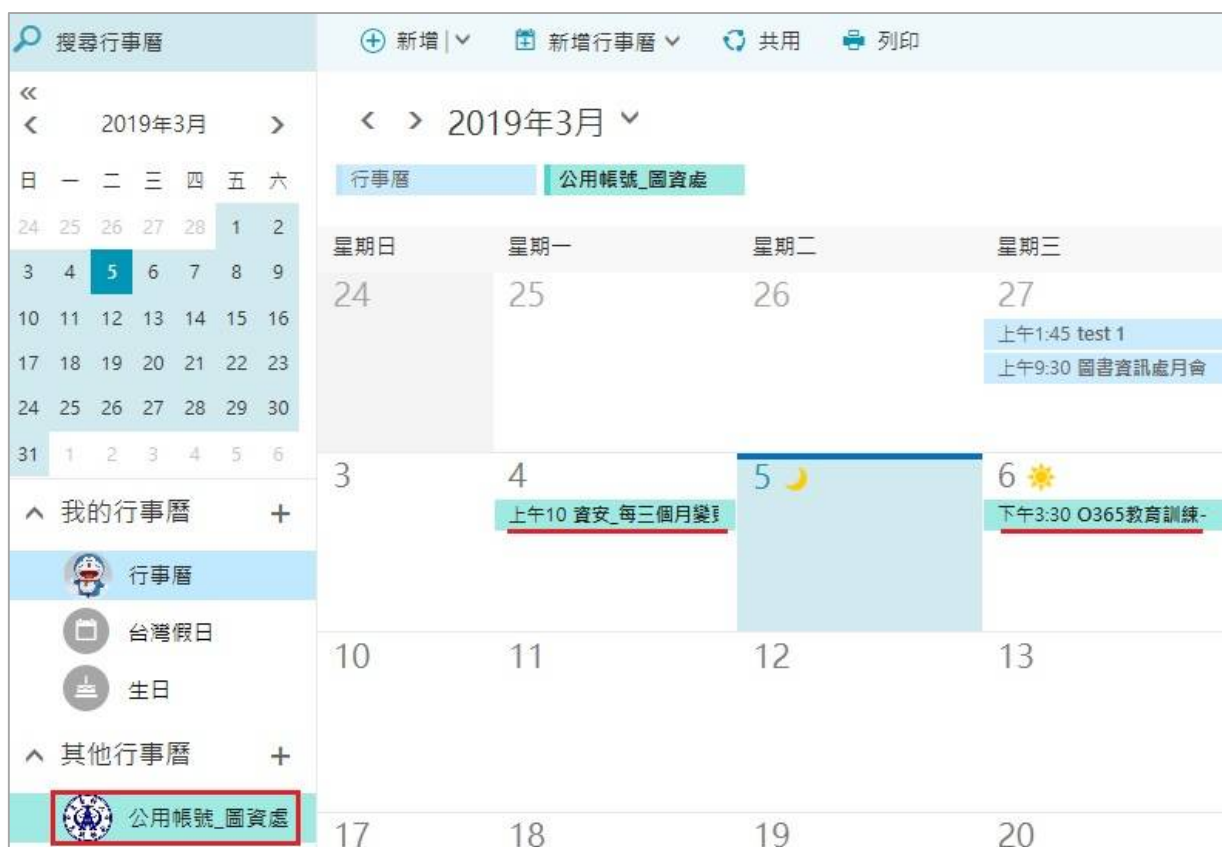 搜尋行事曆
新增
新增行事曆
共用
列印
2019年3月
日 一 二 三 四 五 六
24 25 26 27 28 1 2
3 4 5 6 7 8 9
10 11 12 13 14 15 16
17 18 19 20 21 22 23
24 25 26 27 28 29 30
31 1 2 3 4 5 6
我的行事曆
行事曆
台灣假日
生日
其他行事曆
公用帳號_圖資處
2019年3月
行事曆 公用帳號_圖資處
星期日 星期一 星期二 星期三
24 25 26 27
上午1:45 test 1
上午9:30 圖書資訊處月會
3 4 5 6
上午10 資安_每三個月變更 下午3:30 O365教育訓練-
10 11 12 13
17 18 19 20